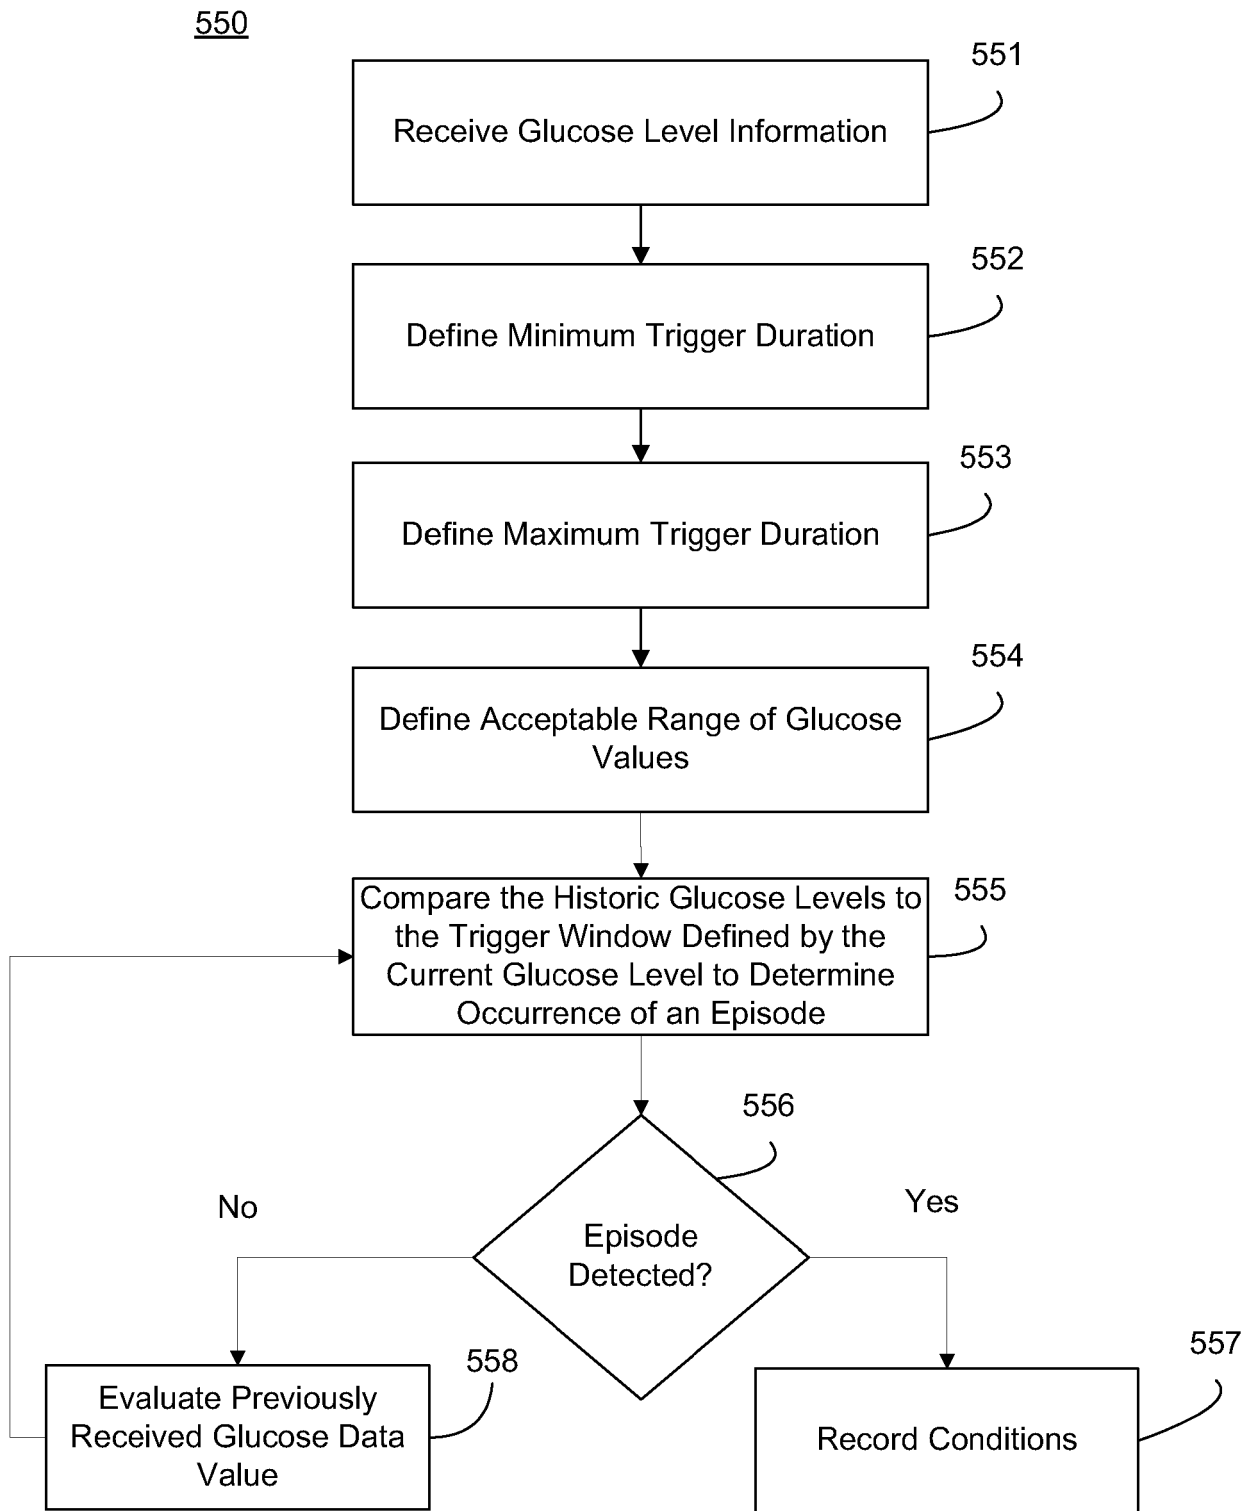 550
551
Receive Glucose Level Information
552
Define Minimum Trigger Duration
553
Define Maximum Trigger Duration
554
Define Acceptable Range of Glucose
Values
555
Compare the Historic Glucose Levels to
the Trigger Window Defined by the
Current Glucose Level to Determine
Occurrence of an Episode
556
No
Yes
Episode
Detected?
558
557
Evaluate Previously
Received Glucose Data
Value
Record Conditions